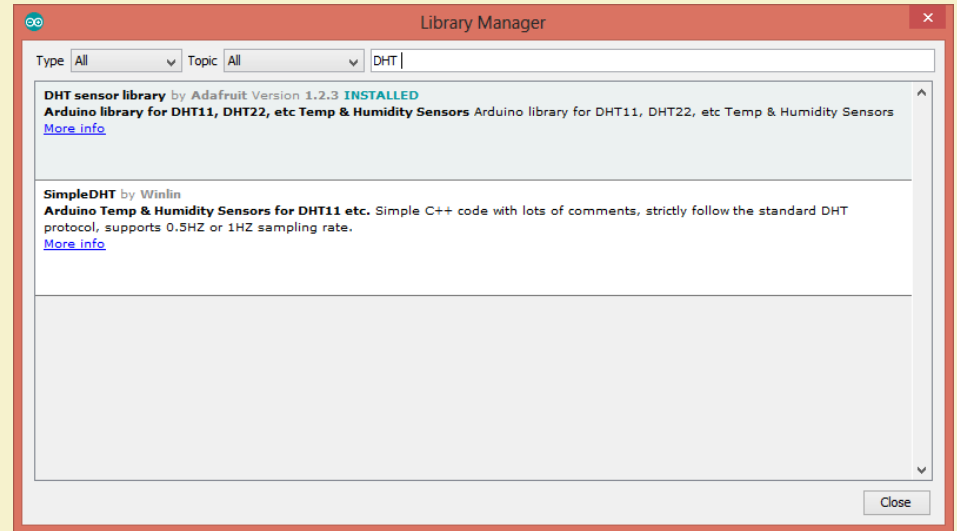 Library Manager
Type All Topic All DHT
DHT sensor library by Adafruit Version 1.2.3 INSTALLED
Arduino library for DHT11, DHT22, etc Temp & Humidity Sensors Arduino library for DHT11, DHT22, etc Temp & Humidity Sensors
More info
SimpleDHT by Winlin
Arduino Temp & Humidity Sensors for DHT11 etc. Simple C++ code with lots of comments, strictly follow the standard DHT
protocol, supports 0.5HZ or 1HZ sampling rate.
More info
Close